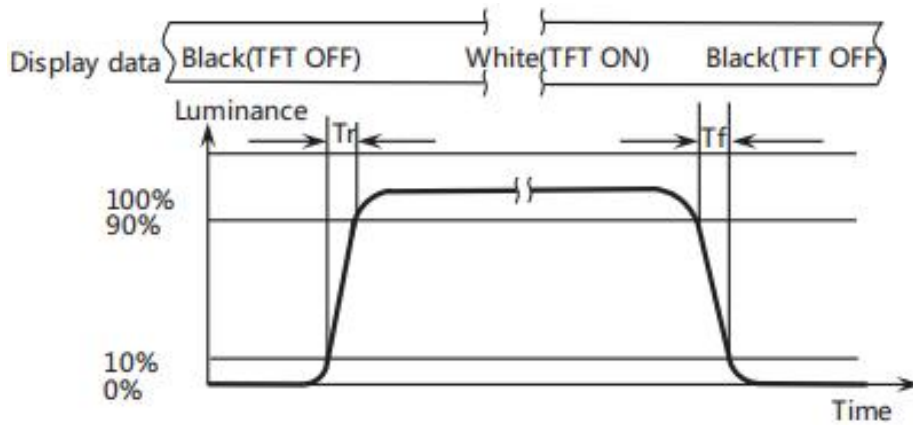 Display data Black(TFT OFF) White(TFT ON) Black(TFT OFF)
Luminance
Tr Tf
100%
90%
10%
0%
Time